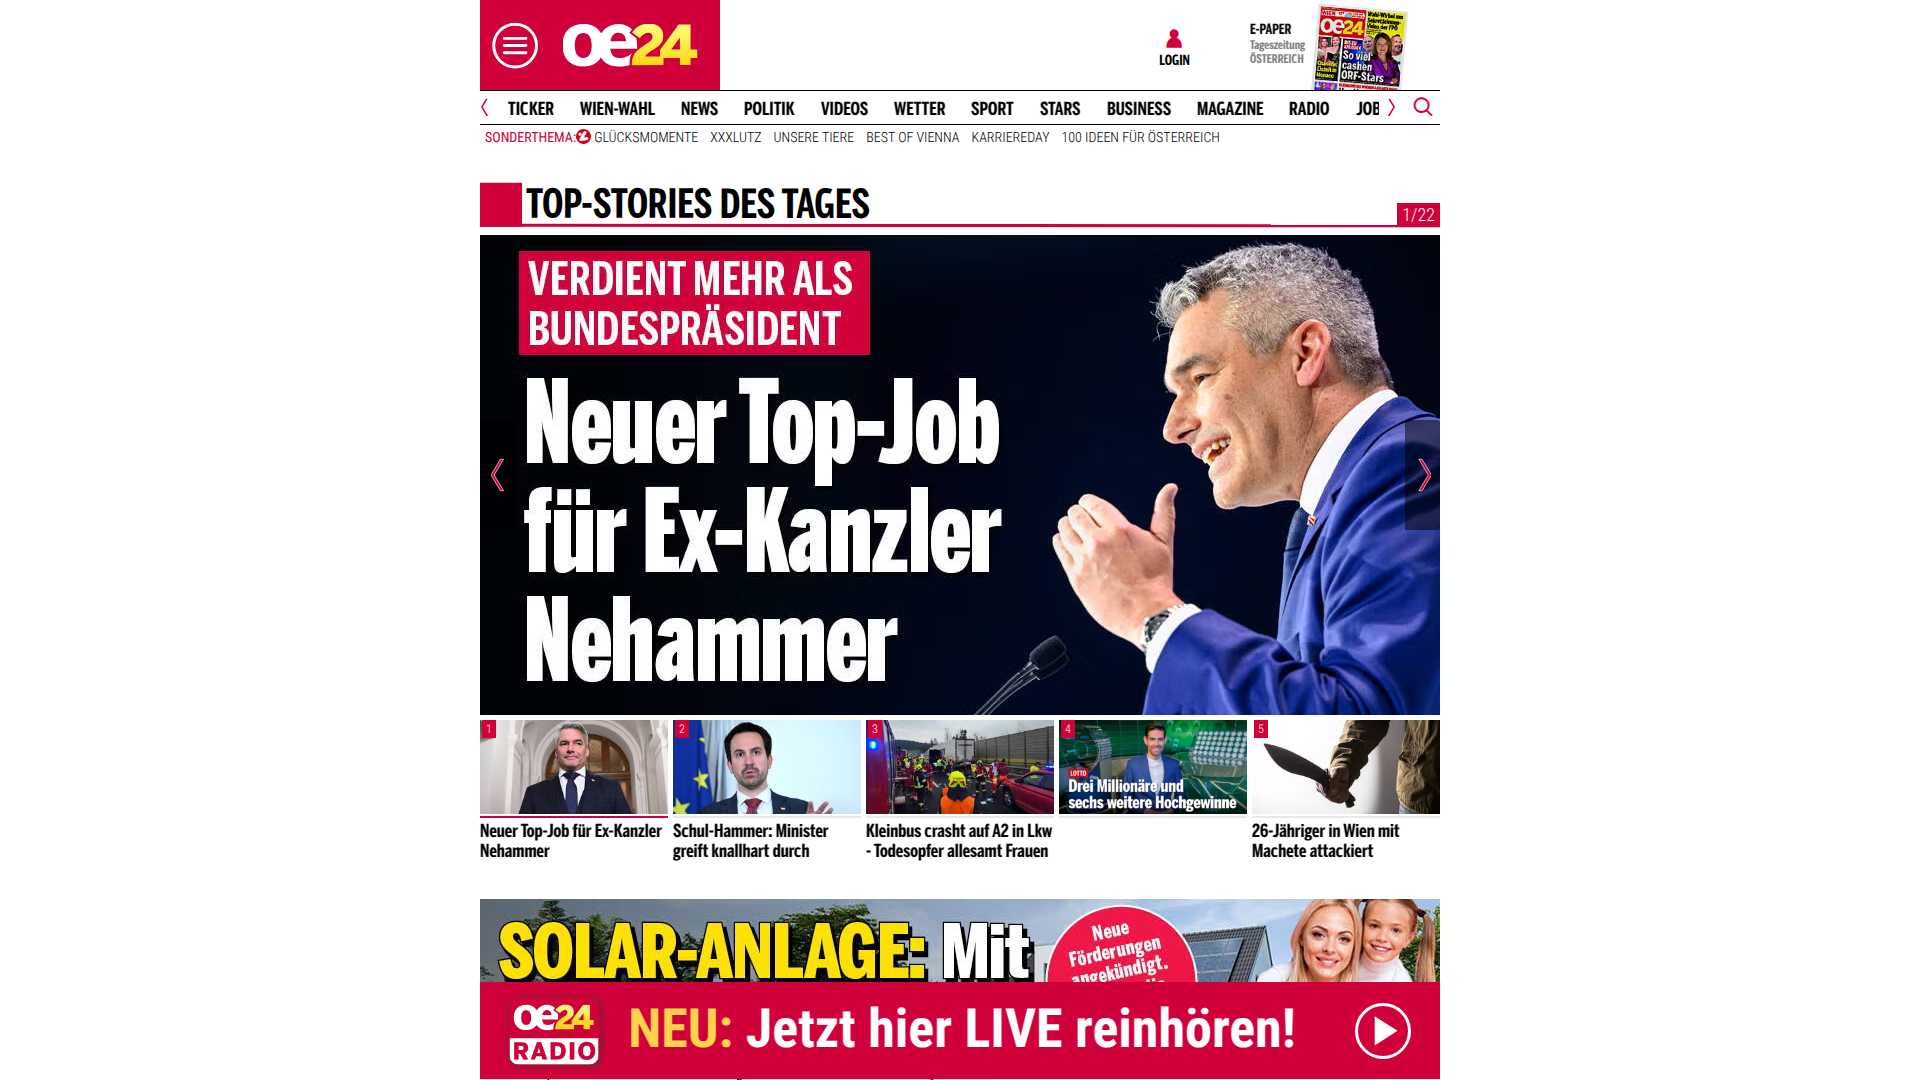 oe24
LOGIN
E-PAPER
Tageszeitung
ÖSTERREICH
WIEN
oe24
So viel
cashen
ORF-Stars
TICKER
WIEN-WAHL
NEWS
POLITIK
VIDEOS
WETTER
SPORT
STARS
BUSINESS
MAGAZINE
RADIO
JOB
SONDERTHEMA:
GLÜCKSMOMENTE
XXXLUTZ
UNSERE TIERE
BEST OF VIENNA
KARRIEREDAY
100 IDEEN FÜR ÖSTERREICH
TOP-STORIES DES TAGES
1/22
VERDIENT MEHR ALS
BUNDESPRÄSIDENT
Neuer Top-Job
für Ex-Kanzler
Nehammer
1
Neuer Top-Job für Ex-Kanzler
Nehammer
2
Schul-Hammer: Minister
greift knallhart durch
3
Kleinbus crasht auf A2 in Lkw
- Todesopfer allesamt Frauen
4
LOTTO
Drei Millionäre und
sechs weitere Hochgewinne
5
26-Jähriger in Wien mit
Machete attackiert
SOLAR-ANLAGE: Mit
Neue
Förderungen
angekündigt.
oe24
RADIO
NEU: Jetzt hier LIVE reinhören!